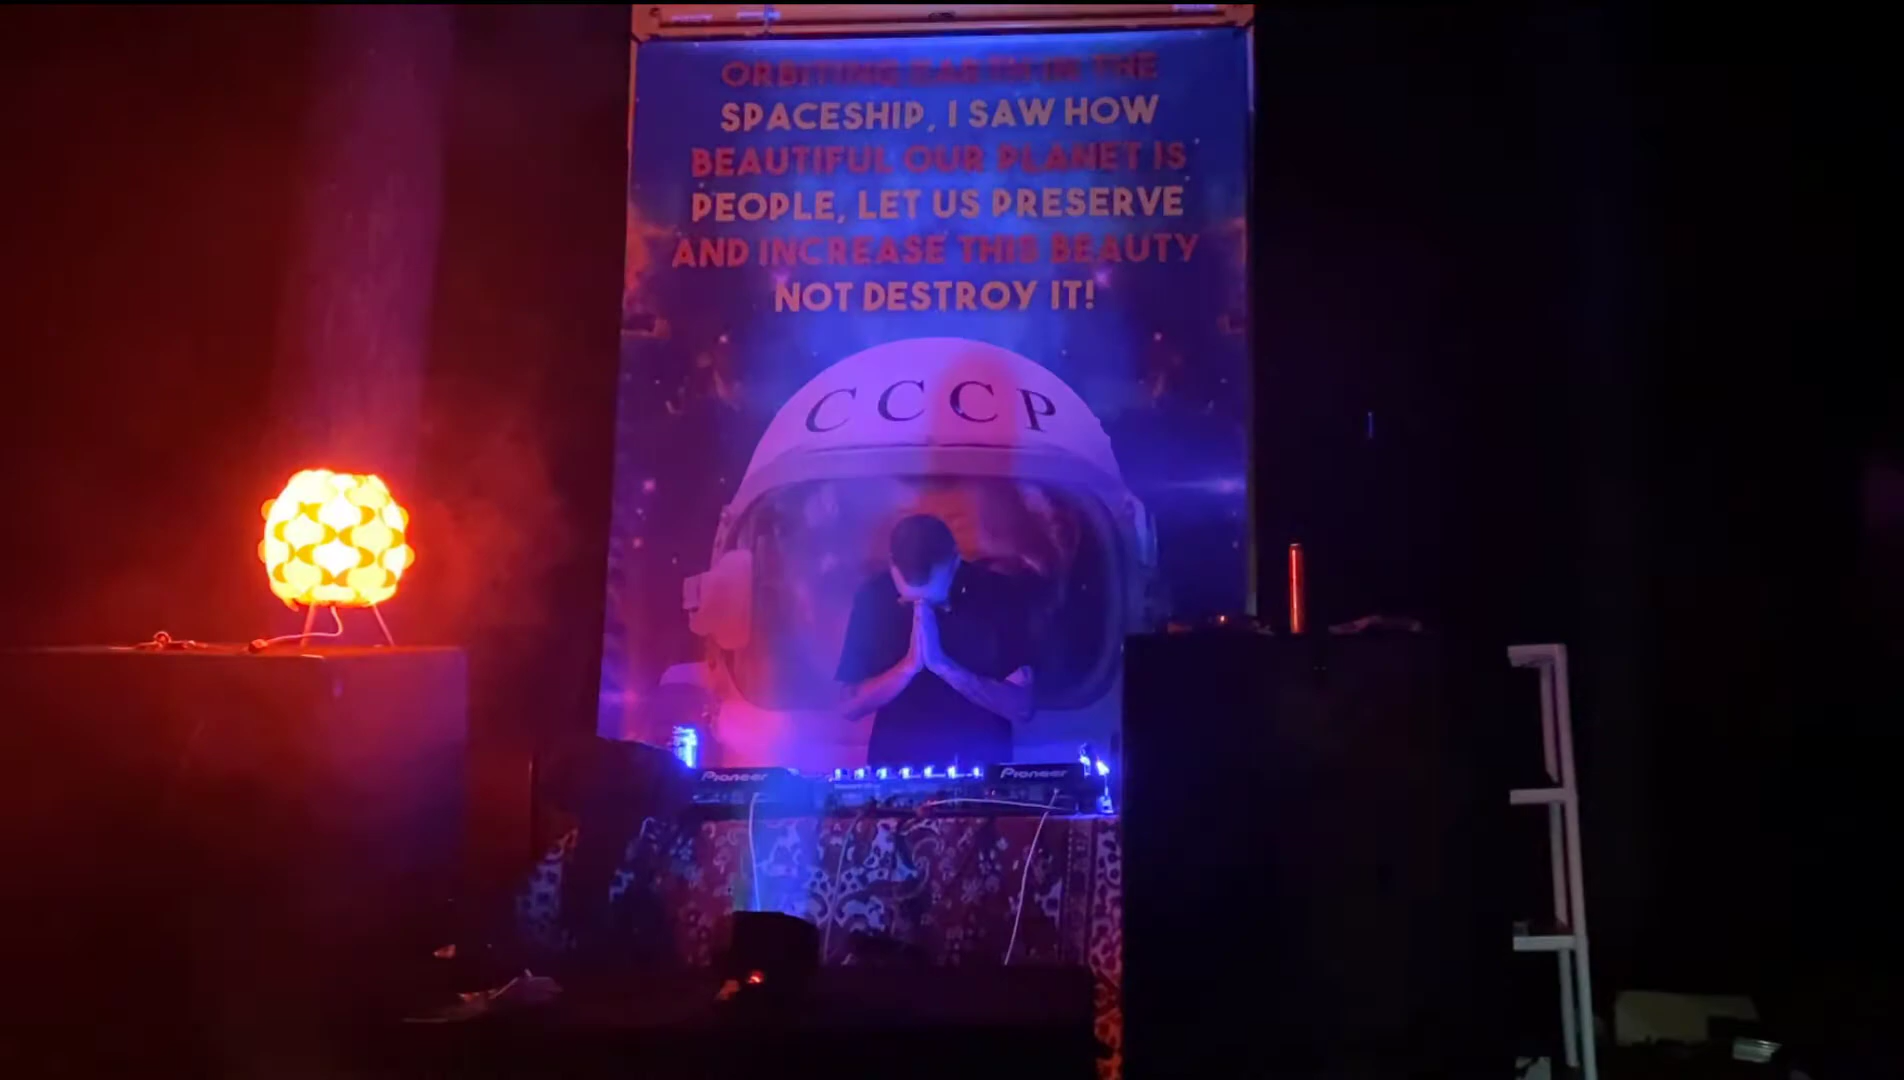 ORBITING EARTH IN THE
SPACESHIP, I SAW HOW
BEAUTIFUL OUR PLANET IS
PEOPLE, LET US PRESERVE
AND INCREASE THIS BEAUTY
NOT DESTROY IT!
СССР
Pioneer
Pioneer